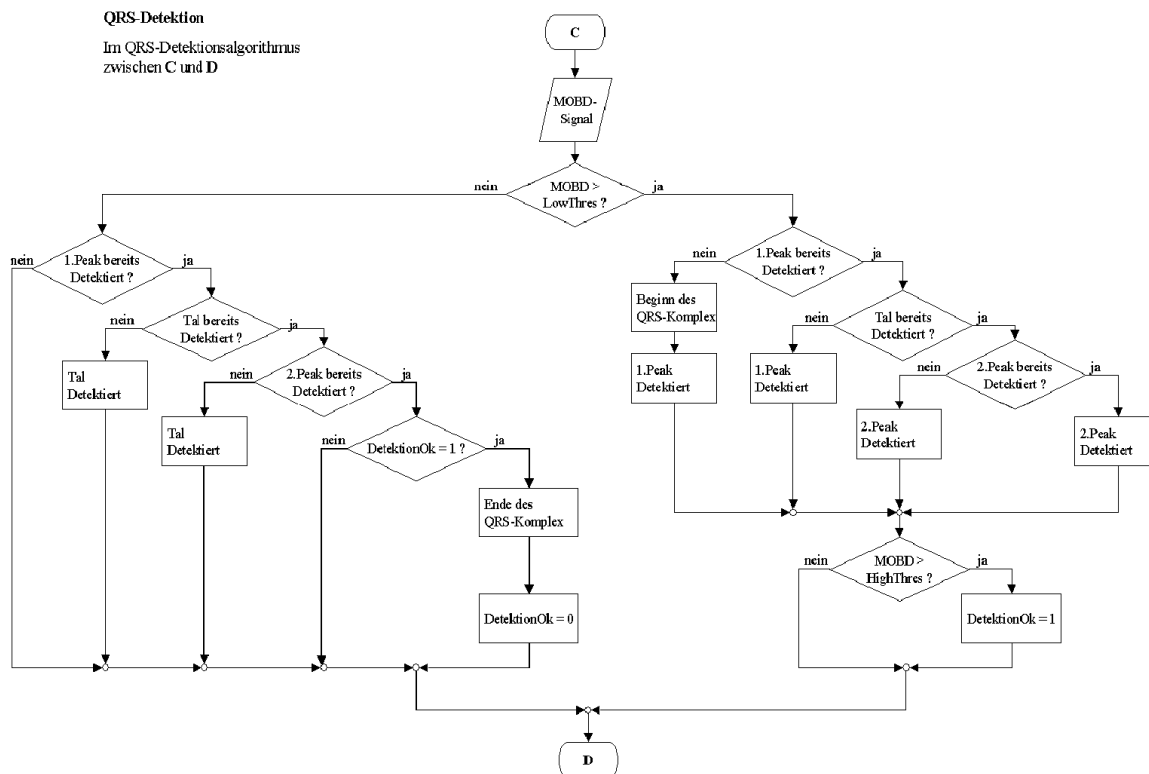 QRS-Detektion
Im QRS-Detektionsalgorithmus
zwischen C und D
C
MOBD-
Signal
MOBD >
LowThres ?
nein
ja
1.Peak bereits
Detektiert ?
nein
ja
Tal bereits
Detektiert ?
nein
ja
Tal
Detektiert
2.Peak bereits
Detektiert ?
nein
ja
Tal
Detektiert
DetektionOk = 1 ?
nein
ja
Ende des
QRS-Komplex
DetektionOk = 0
1.Peak bereits
Detektiert ?
nein
ja
Beginn des
QRS-Komplex
1.Peak
Detektiert
Tal bereits
Detektiert ?
nein
ja
1.Peak
Detektiert
2.Peak bereits
Detektiert ?
nein
ja
2.Peak
Detektiert
2.Peak
Detektiert
MOBD >
HighThres ?
nein
ja
DetektionOk = 1
D